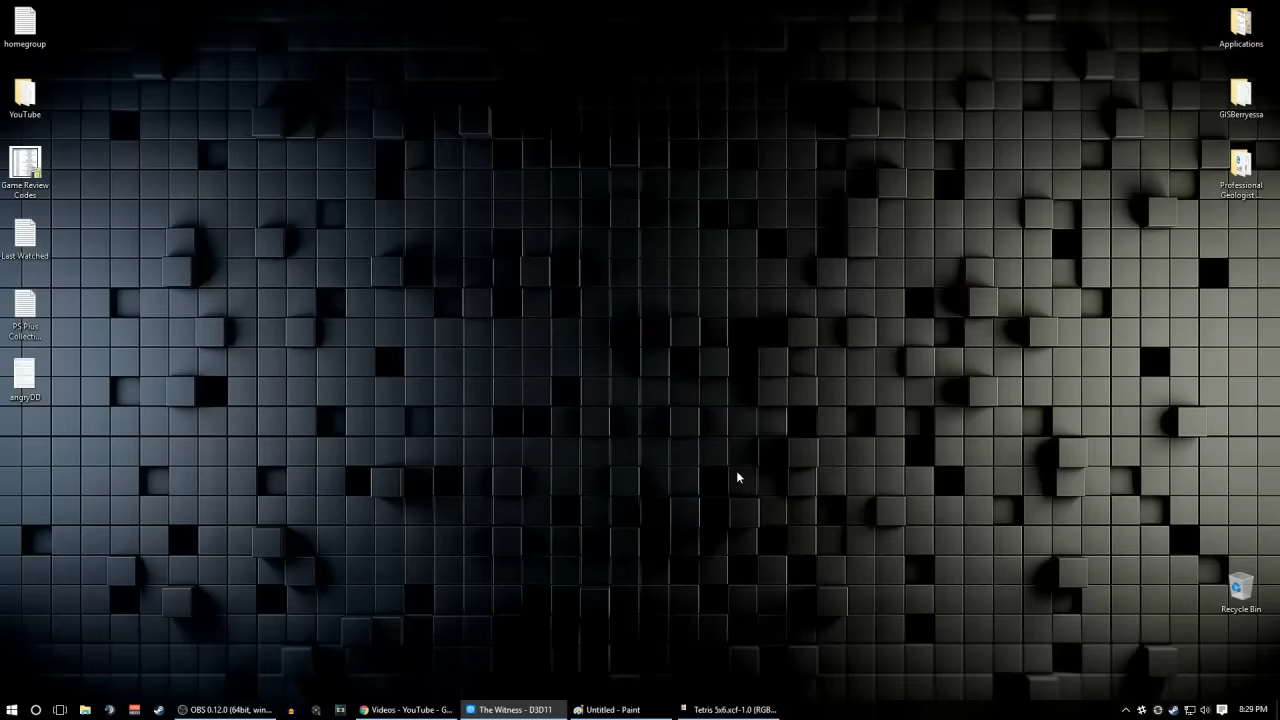 homegroup
YouTube
Game Review
Codes
Last Watched
PS Plus
Collecti...
angryDD
Applications
GISBerryessa
Professional
Geologist...
Recycle Bin
OBS 0.12.0 (64bit, win...
Videos - YouTube - G...
The Witness - D3D11
Untitled - Paint
Tetris 5x6.xcf-1.0 (RGB...
8:29 PM